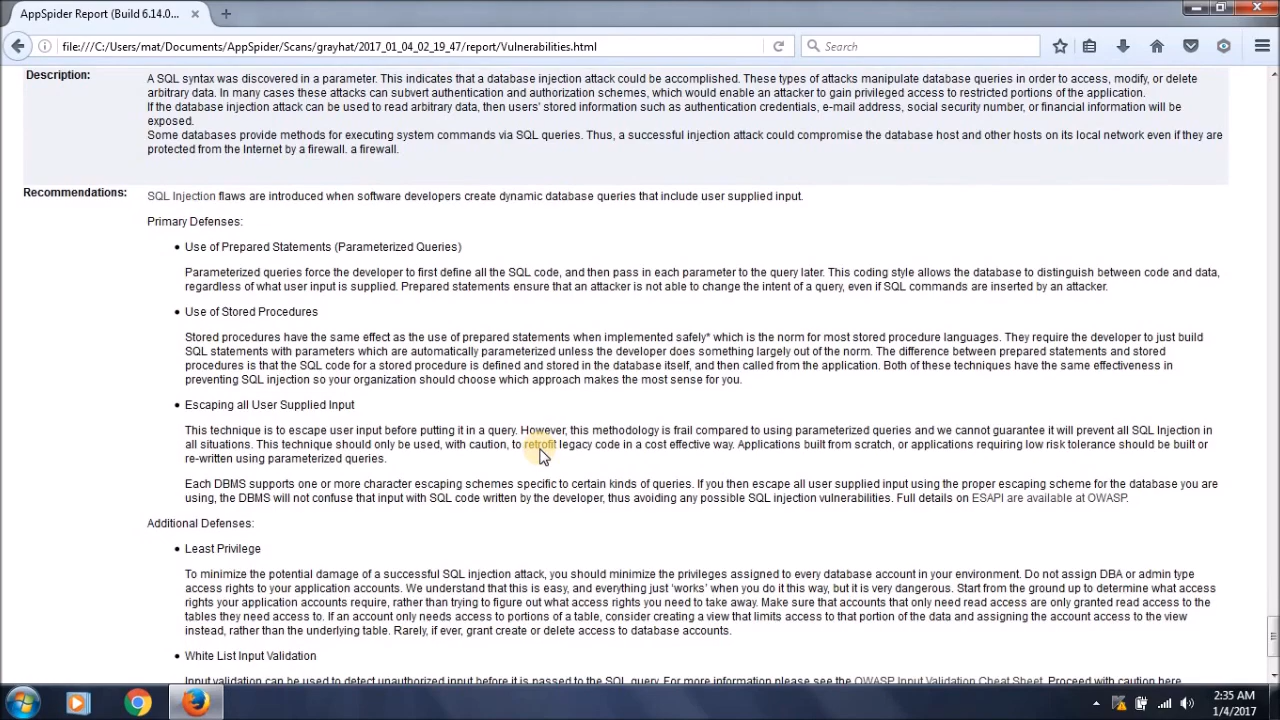 AppSpider Report (Build 6.14.0...
file:///C:/Users/mat/Documents/AppSpider/Scans/grayhat/2017_01_04_02_19_47/report/Vulnerabilities.html
Search
Description:
A SQL syntax was discovered in a parameter. This indicates that a database injection attack could be accomplished. These types of attacks manipulate database queries in order to access, modify, or delete
arbitrary data. In many cases these attacks can subvert authentication and authorization schemes, which would enable an attacker to gain privileged access to restricted portions of the application.
If the database injection attack can be used to read arbitrary data, then users' stored information such as authentication credentials, e-mail address, social security number, or financial information will be
exposed.
Some databases provide methods for executing system commands via SQL queries. Thus, a successful injection attack could compromise the database host and other hosts on its local network even if they are
protected from the Internet by a firewall. a firewall.
Recommendations:
SQL Injection flaws are introduced when software developers create dynamic database queries that include user supplied input.
Primary Defenses:
• Use of Prepared Statements (Parameterized Queries)
Parameterized queries force the developer to first define all the SQL code, and then pass in each parameter to the query later. This coding style allows the database to distinguish between code and data,
regardless of what user input is supplied. Prepared statements ensure that an attacker is not able to change the intent of a query, even if SQL commands are inserted by an attacker.
• Use of Stored Procedures
Stored procedures have the same effect as the use of prepared statements when implemented safely* which is the norm for most stored procedure languages. They require the developer to just build
SQL statements with parameters which are automatically parameterized unless the developer does something largely out of the norm. The difference between prepared statements and stored
procedures is that the SQL code for a stored procedure is defined and stored in the database itself, and then called from the application. Both of these techniques have the same effectiveness in
preventing SQL injection so your organization should choose which approach makes the most sense for you.
• Escaping all User Supplied Input
This technique is to escape user input before putting it in a query. However, this methodology is frail compared to using parameterized queries and we cannot guarantee it will prevent all SQL Injection in
all situations. This technique should only be used, with caution, to retrofit legacy code in a cost effective way. Applications built from scratch, or applications requiring low risk tolerance should be built or
re-written using parameterized queries.
Each DBMS supports one or more character escaping schemes specific to certain kinds of queries. If you then escape all user supplied input using the proper escaping scheme for the database you are
using, the DBMS will not confuse that input with SQL code written by the developer, thus avoiding any possible SQL injection vulnerabilities. Full details on ESAPI are available at OWASP.
Additional Defenses:
• Least Privilege
To minimize the potential damage of a successful SQL injection attack, you should minimize the privileges assigned to every database account in your environment. Do not assign DBA or admin type
access rights to your application accounts. We understand that this is easy, and everything just 'works' when you do it this way, but it is very dangerous. Start from the ground up to determine what access
rights your application accounts require, rather than trying to figure out what access rights you need to take away. Make sure that accounts that only need read access are only granted read access to the
tables they need access to. If an account only needs access to portions of a table, consider creating a view that limits access to that portion of the data and assigning the account access to the view
instead, rather than the underlying table. Rarely, if ever, grant create or delete access to database accounts.
• White List Input Validation
Input validation can be used to detect unauthorized input before it is passed to the SQL query. For more information please see the OWASP Input Validation Cheat Sheet. Proceed with caution here.
2:35 AM
1/4/2017